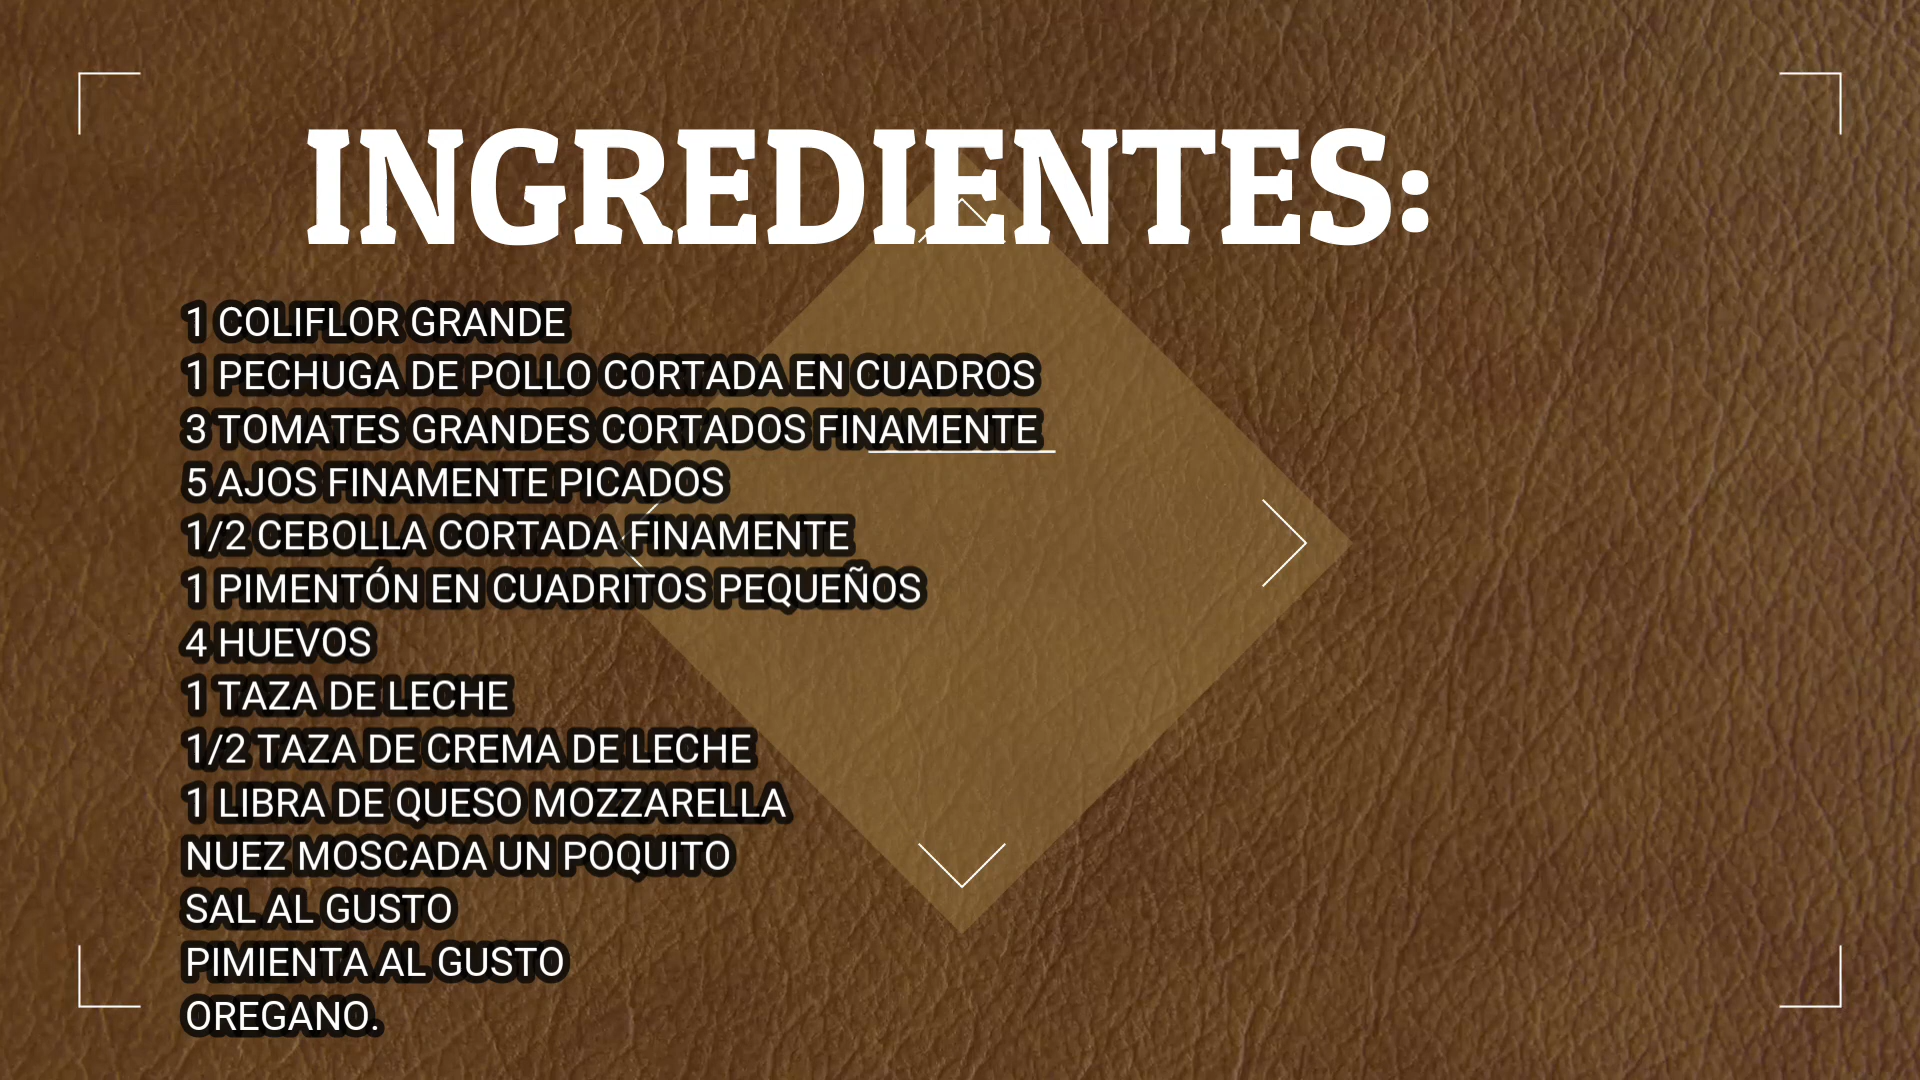 INGREDIENTES:
1 COLIFLOR GRANDE
1 PECHUGA DE POLLO CORTADA EN CUADROS
3 TOMATES GRANDES CORTADOS FINAMENTE
5 AJOS FINAMENTE PICADOS
1/2 CEBOLLA CORTADA FINAMENTE
1 PIMENTÓN EN CUADRITOS PEQUEÑOS
4 HUEVOS
1 TAZA DE LECHE
1/2 TAZA DE CREMA DE LECHE
1 LIBRA DE QUESO MOZZARELLA
NUEZ MOSCADA UN POQUITO
SAL AL GUSTO
PIMIENTA AL GUSTO
OREGANO.